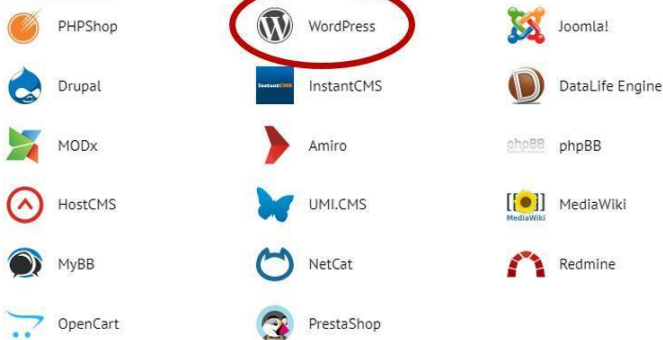 PHPShop
WordPress
Joomla!
Drupal
InstantCMS
InstantCMS
DataLife Engine
MODx
Amiro
phpBB
phpBB
HostCMS
UMI.CMS
[[ ]]
MediaWiki
MediaWiki
MyBB
NetCat
Redmine
OpenCart
PrestaShop